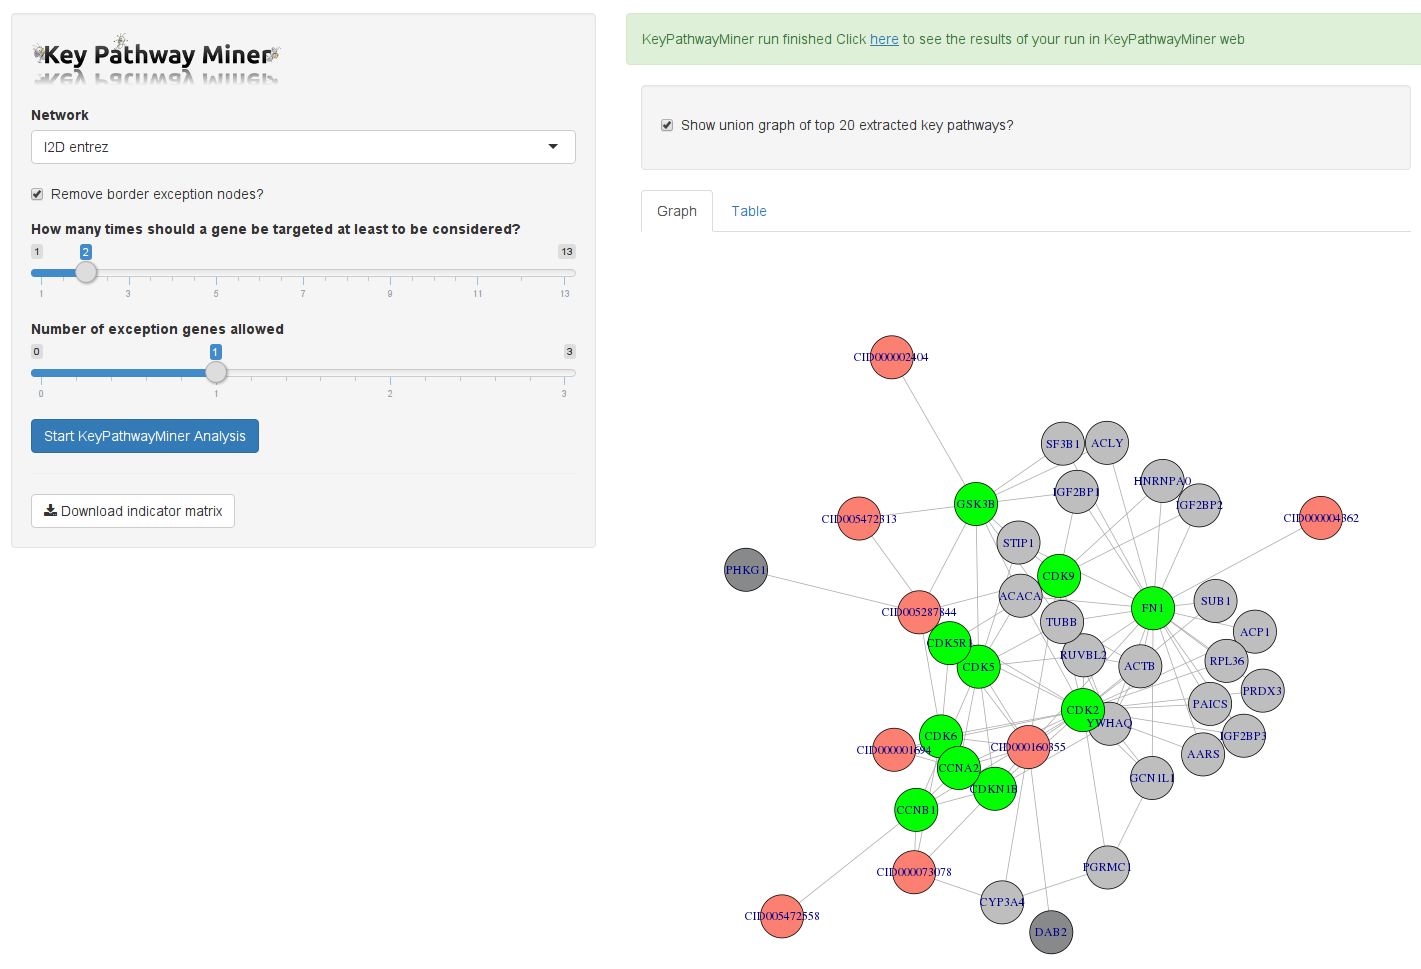 Key Pathway Miner
Network
I2D entrez
Remove border exception nodes?
How many times should a gene be targeted at least to be considered?
1 2 13
1 3 5 7 9 11 13
Number of exception genes allowed
0 1 3
0 1 2 3
Start KeyPathwayMiner Analysis
Download indicator matrix
KeyPathwayMiner run finished Click here to see the results of your run in KeyPathwayMiner web
Show union graph of top 20 extracted key pathways?
Graph Table
CID000002404
SF3B1 ACLY
HNRNPA0
IGF2BP1
GSK3B
IGF2BP2
CID005472313
CID000004362
STIP1
PHKG1
CDK9
ACACA
SUB1
FN1
CID005287844
TUBB
ACP1
CDK5R1
RUVBL2
RPL36
CDK5
ACTB
PRDX3
PAICS
CDK2
YWHAQ
CDK6
IGF2BP3
CID000001694
CID000160355
AARS
CCNA2
GCN1L1
CDKN1B
CCNB1
PGRMC1
CID000073078
CYP3A4
CID005472558
DAB2